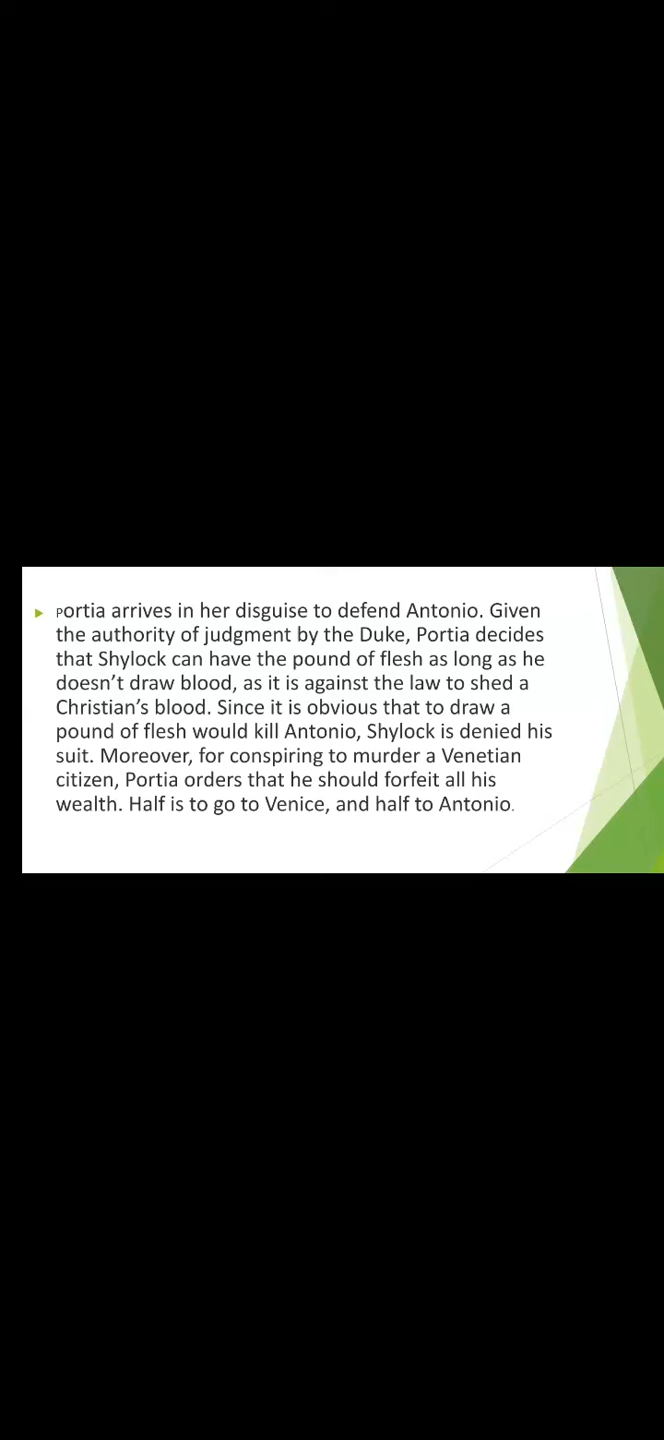 Portia arrives in her disguise to defend Antonio. Given
the authority of judgment by the Duke, Portia decides
that Shylock can have the pound of flesh as long as he
doesn’t draw blood, as it is against the law to shed a
Christian’s blood. Since it is obvious that to draw a
pound of flesh would kill Antonio, Shylock is denied his
suit. Moreover, for conspiring to murder a Venetian
citizen, Portia orders that he should forfeit all his
wealth. Half is to go to Venice, and half to Antonio.